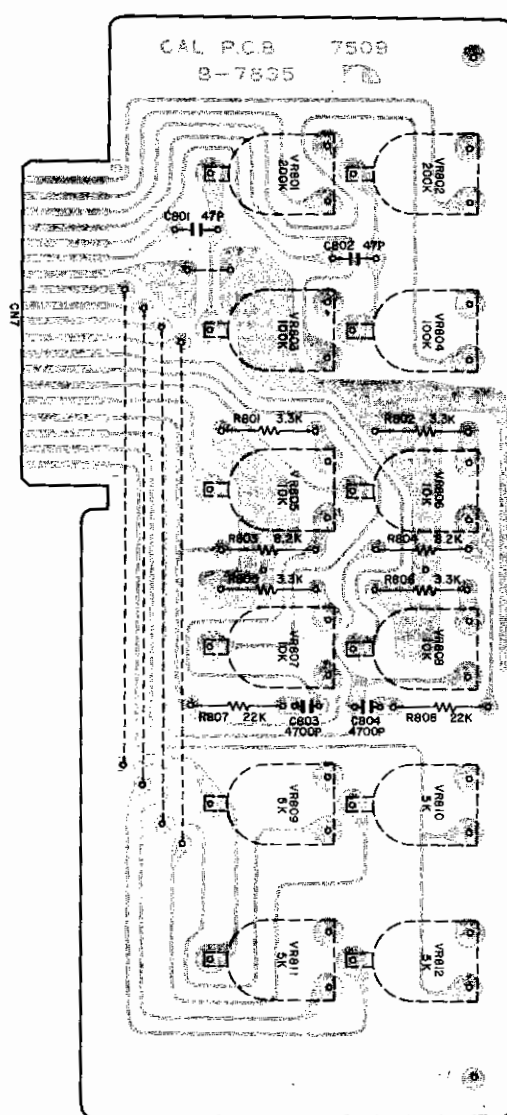 CAL P.C.B 7509
B-7835
VR801
200K
VR802
200K
C801 47P
C802 47P
CN7
VR803
100K
VR804
100K
R801 3.3K
R802 3.3K
VR805
10K
VR806
10K
R803 8.2K
R804 8.2K
R805 3.3K
R806 3.3K
VR807
10K
VR808
10K
R807 22K
C803
4700P
C804
4700P
R808 22K
VR809
5K
VR810
5K
VR811
5K
VR812
5K